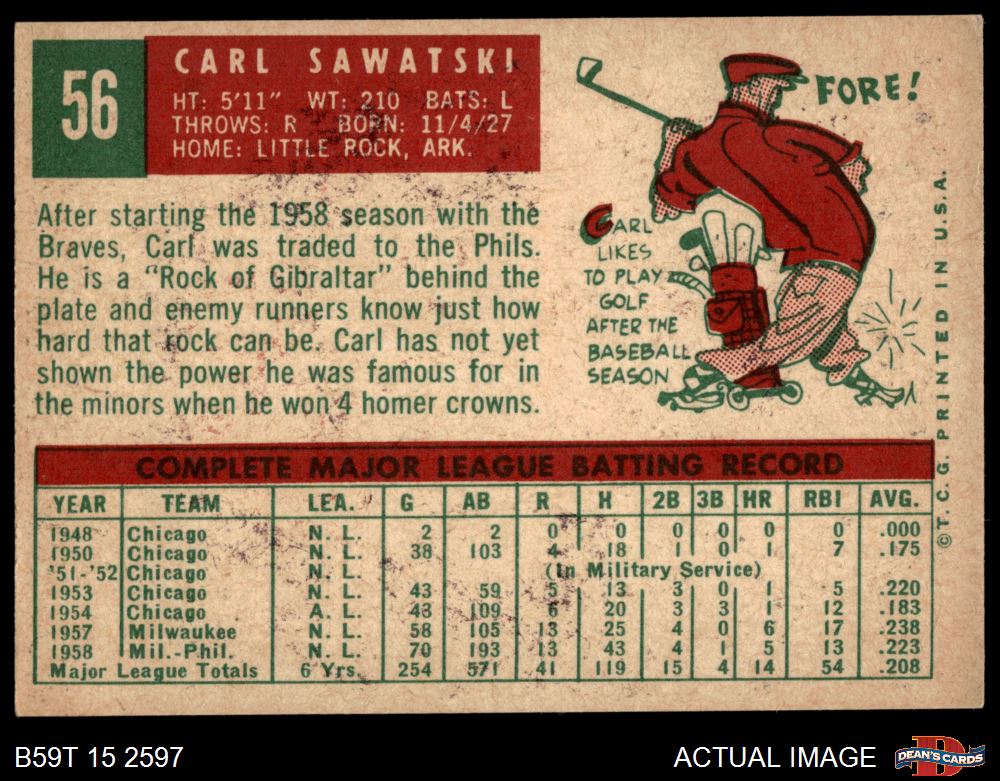 56
CARL SAWATSKI
HT: 5'11" WT: 210 BATS: L
THROWS: R BORN: 11/4/27
HOME: LITTLE ROCK, ARK.
After starting the 1958 season with the
Braves, Carl was traded to the Phils.
He is a "Rock of Gibraltar" behind the
plate and enemy runners know just how
hard that rock can be. Carl has not yet
shown the power he was famous for in
the minors when he won 4 homer crowns.
FORE!
CARL
LIKES
TO PLAY
GOLF
AFTER THE
BASEBALL
SEASON
© T. C. G. PRINTED IN U.S.A.
COMPLETE MAJOR LEAGUE BATTING RECORD
YEAR TEAM LEA. G AB R H 2B 3B HR RBI AVG.
1948 Chicago N. L. 2 2 0 0 0 0 0 0 .000
1950 Chicago N. L. 38 103 4 18 1 0 1 7 .175
'51-'52 Chicago N. L. (In Military Service)
1953 Chicago N. L. 43 59 5 13 3 0 1 5 .220
1954 Chicago A. L. 43 109 6 20 3 3 1 12 .183
1957 Milwaukee N. L. 58 105 13 25 4 0 6 17 .238
1958 Mil.-Phil. N. L. 70 193 13 43 4 1 5 13 .223
Major League Totals 6 Yrs. 254 571 41 119 15 4 14 54 .208
B59T 15 2597
ACTUAL IMAGE
D
DEAN'S CARDS